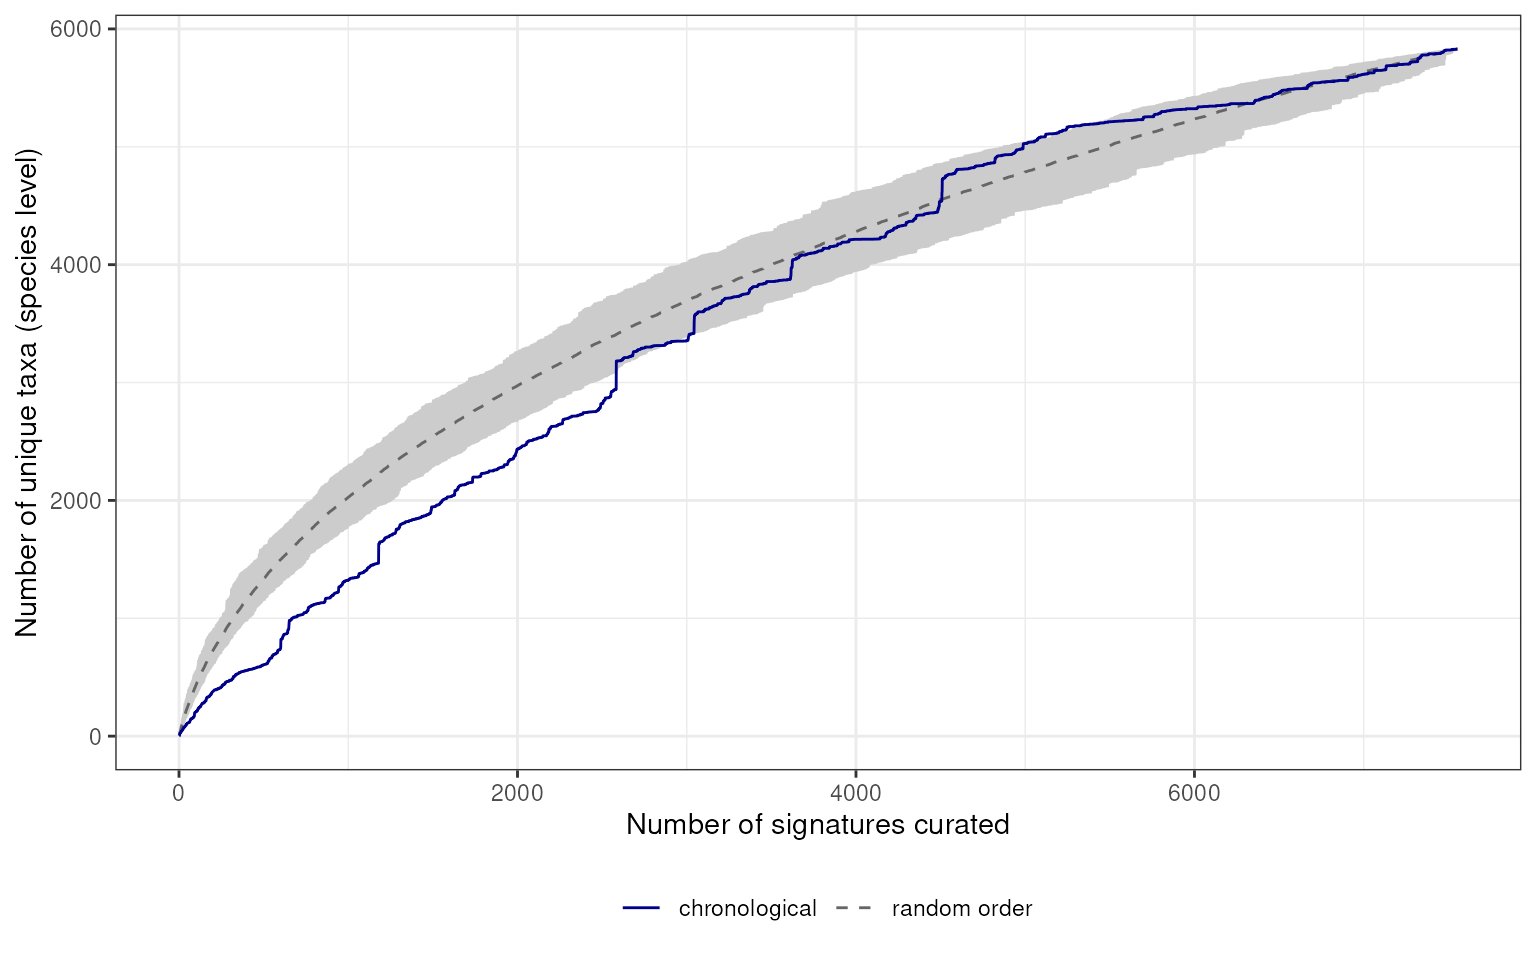 6000
4000
2000
0
Number of unique taxa (species level)
0 2000 4000 6000
Number of signatures curated
chronological random order